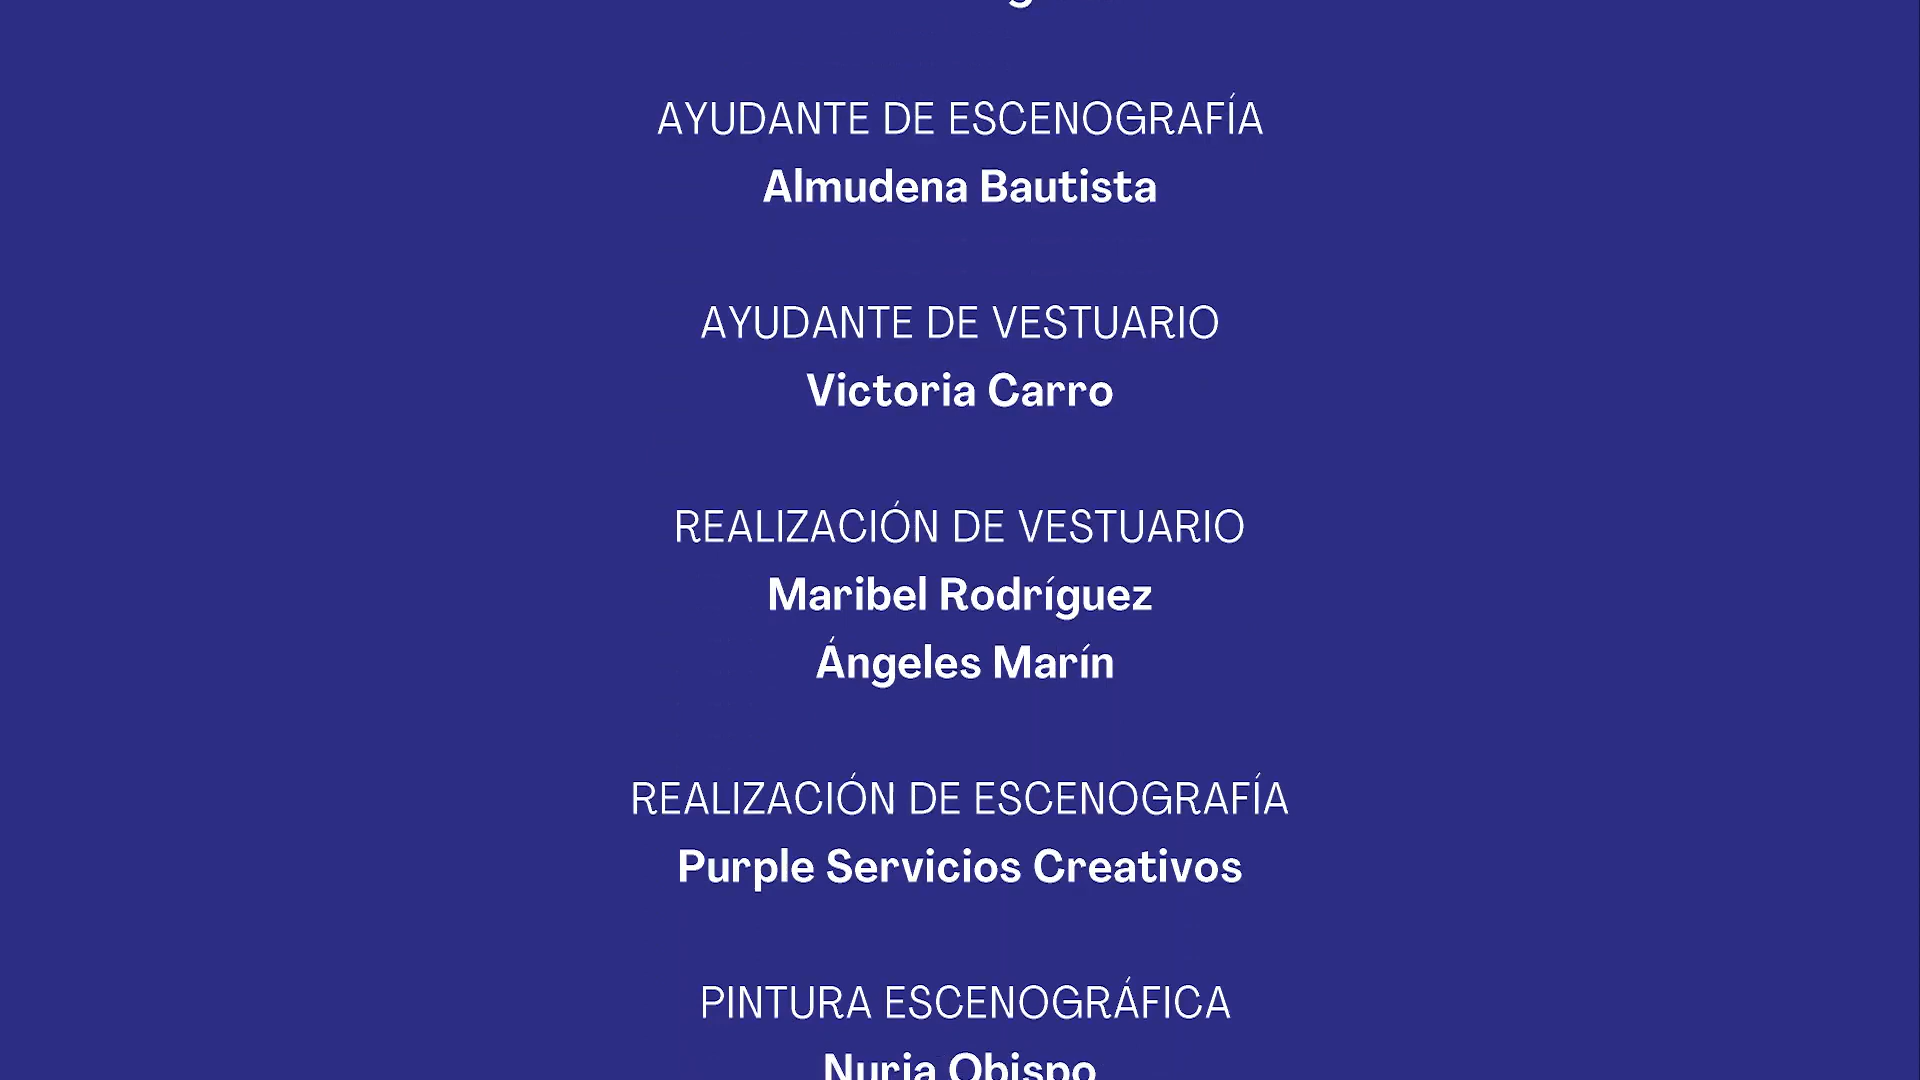 AYUDANTE DE ESCENOGRAFÍA
Almudena Bautista
AYUDANTE DE VESTUARIO
Victoria Carro
REALIZACIÓN DE VESTUARIO
Maribel Rodríguez
Ángeles Marín
REALIZACIÓN DE ESCENOGRAFÍA
Purple Servicios Creativos
PINTURA ESCENOGRÁFICA
Nuria Obispo